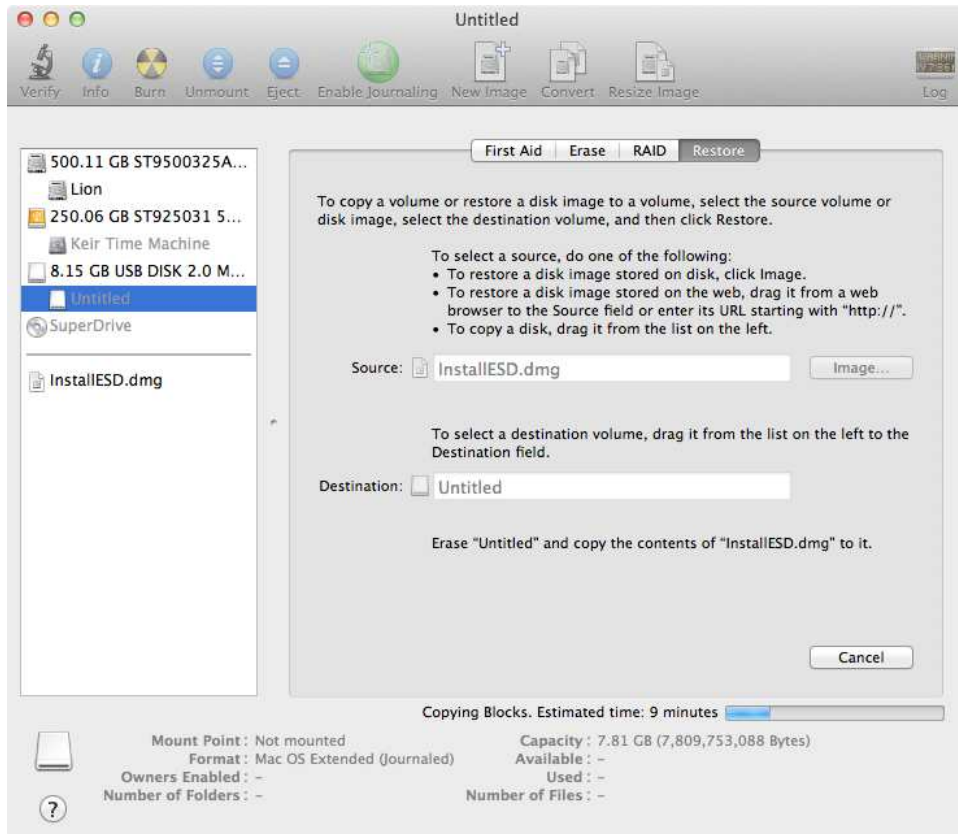 Untitled
Verify Info Burn Unmount Eject Enable Journaling New Image Convert Resize Image Log
500.11 GB ST9500325A...
Lion
250.06 GB ST925031 5...
Keir Time Machine
8.15 GB USB DISK 2.0 M...
Untitled
SuperDrive
InstallESD.dmg
First Aid Erase RAID Restore
To copy a volume or restore a disk image to a volume, select the source volume or
disk image, select the destination volume, and then click Restore.
To select a source, do one of the following:
• To restore a disk image stored on disk, click Image.
• To restore a disk image stored on the web, drag it from a web
browser to the Source field or enter its URL starting with “http://”.
• To copy a disk, drag it from the list on the left.
Source: InstallESD.dmg Image...
To select a destination volume, drag it from the list on the left to the
Destination field.
Destination: Untitled
Erase “Untitled” and copy the contents of “InstallESD.dmg” to it.
Cancel
Copying Blocks. Estimated time: 9 minutes
Mount Point : Not mounted Capacity : 7.81 GB (7,809,753,088 Bytes)
Format : Mac OS Extended (Journaled) Available : –
Owners Enabled : – Used : –
Number of Folders : – Number of Files : –
?